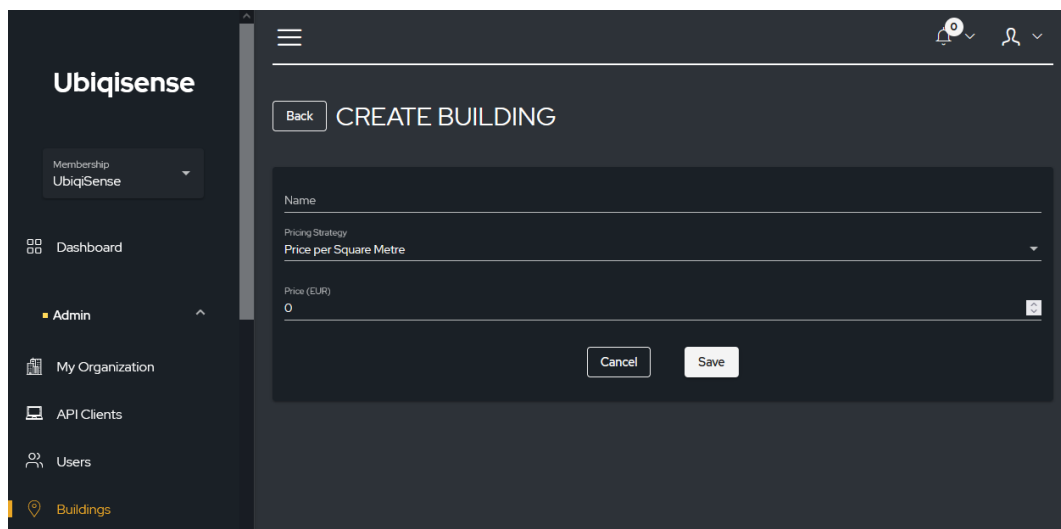 Ubiqisense
Membership
UbiqiSense
Dashboard
Admin
My Organization
API Clients
Users
Buildings
0
Back CREATE BUILDING
Name
Pricing Strategy
Price per Square Metre
Price (EUR)
0
Cancel Save